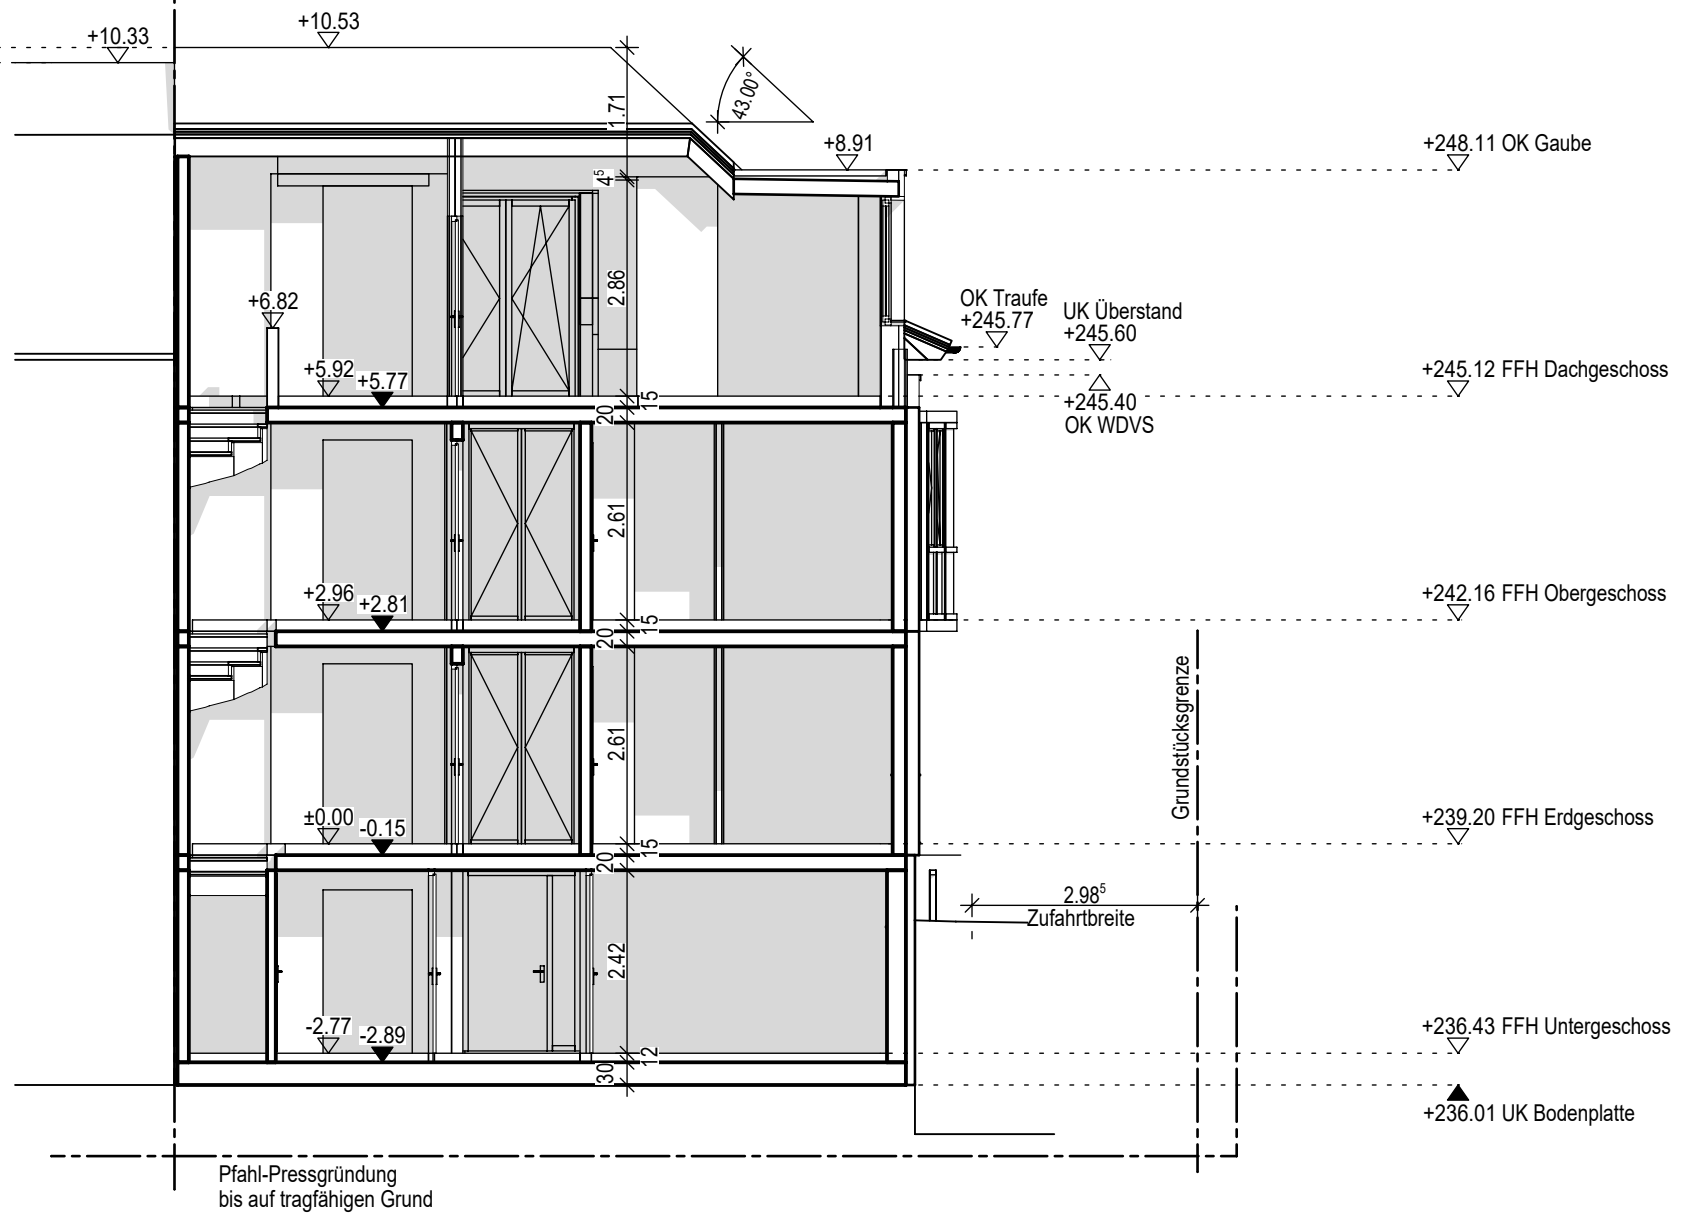 +10.33
+10.53
1.71
43.00°
+8.91
+248.11 OK Gaube
4⁵
2.86
+6.82
OK Traufe
+245.77
UK Überstand
+245.60
+5.92
+5.77
15
20
+245.12 FFH Dachgeschoss
+245.40
OK WDVS
2.61
+2.96
+2.81
15
20
+242.16 FFH Obergeschoss
Grundstücksgrenze
2.61
±0.00
-0.15
15
20
+239.20 FFH Erdgeschoss
2.98⁵
Zufahrtbreite
2.42
-2.77
-2.89
12
30
+236.43 FFH Untergeschoss
+236.01 UK Bodenplatte
Pfahl-Pressgründung
bis auf tragfähigen Grund